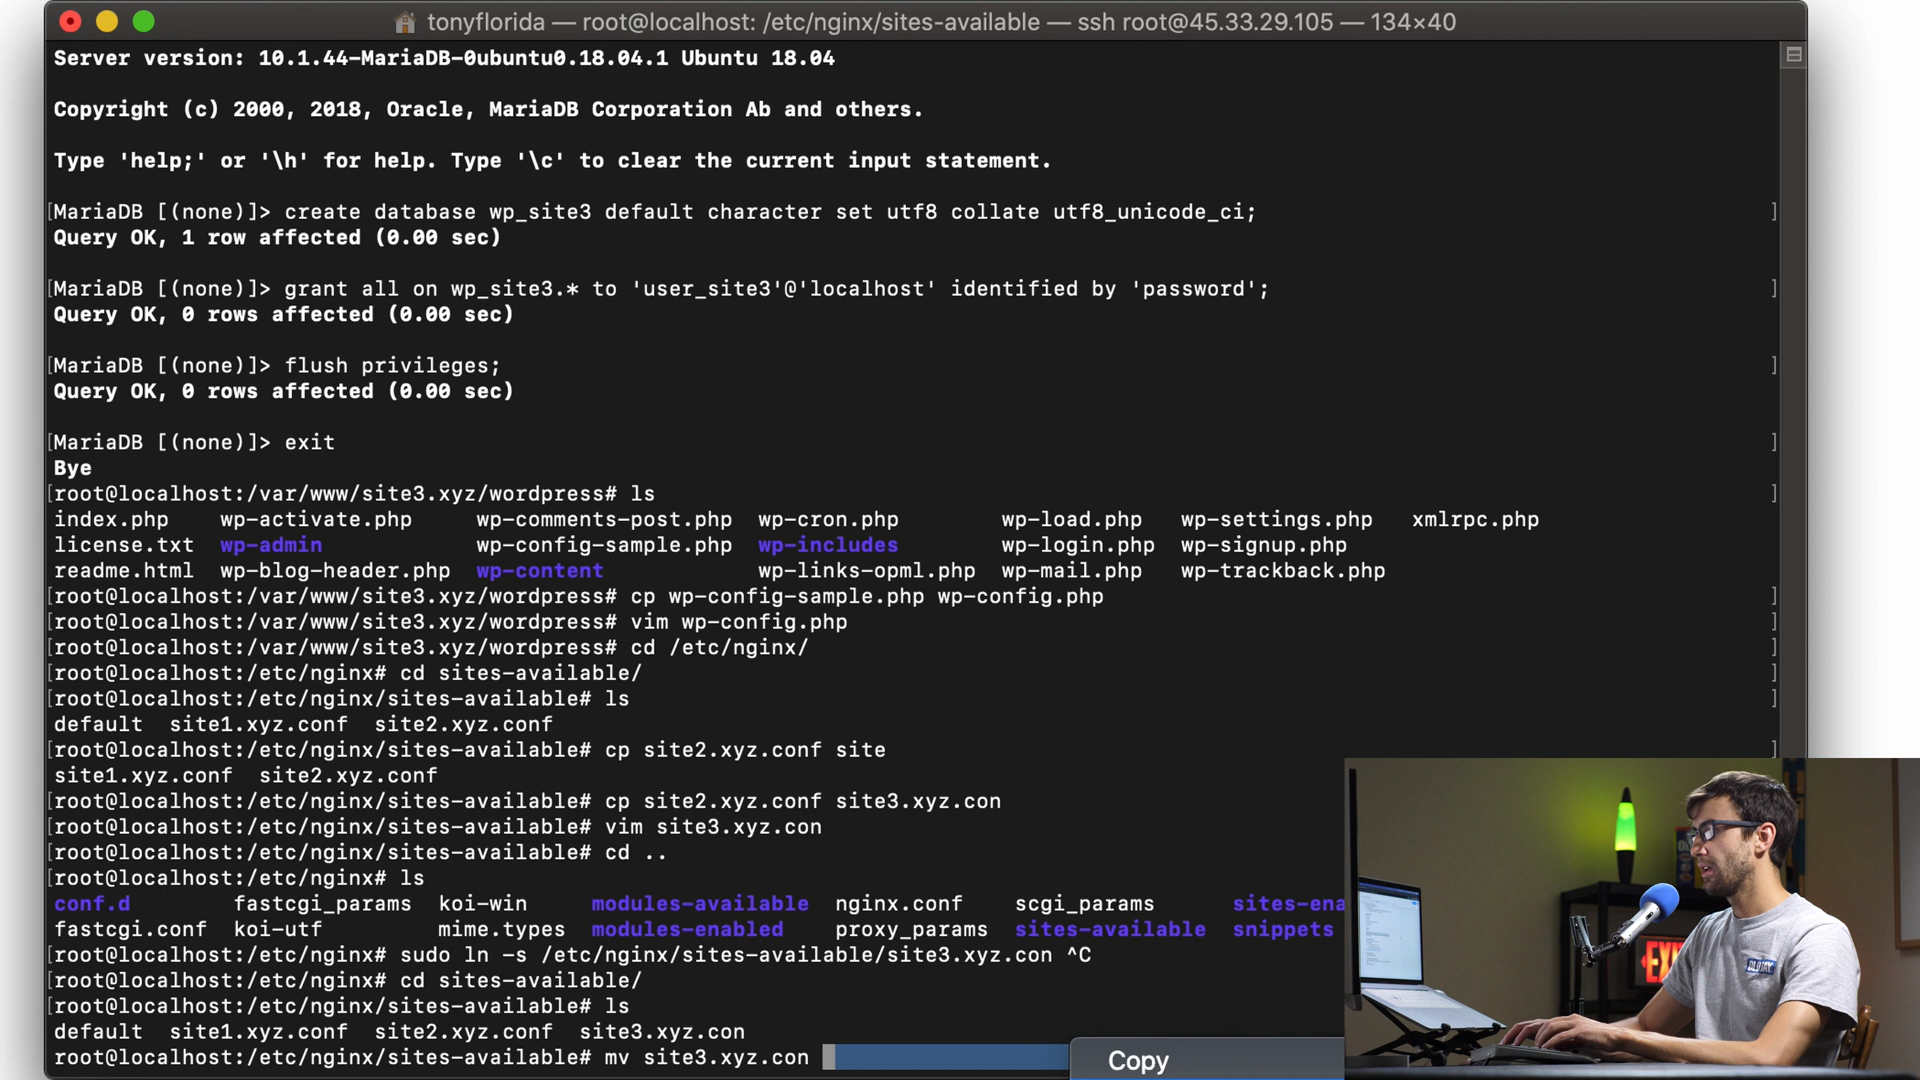 tonyflorida — root@localhost: /etc/nginx/sites-available — ssh root@45.33.29.105 — 134×40
Server version: 10.1.44-MariaDB-0ubuntu0.18.04.1 Ubuntu 18.04
Copyright (c) 2000, 2018, Oracle, MariaDB Corporation Ab and others.
Type 'help;' or '\h' for help. Type '\c' to clear the current input statement.
[MariaDB [(none)]> create database wp_site3 default character set utf8 collate utf8_unicode_ci; ]
Query OK, 1 row affected (0.00 sec)
[MariaDB [(none)]> grant all on wp_site3.* to 'user_site3'@'localhost' identified by 'password'; ]
Query OK, 0 rows affected (0.00 sec)
[MariaDB [(none)]> flush privileges; ]
Query OK, 0 rows affected (0.00 sec)
[MariaDB [(none)]> exit ]
Bye
[root@localhost:/var/www/site3.xyz/wordpress# ls ]
index.php wp-activate.php wp-comments-post.php wp-cron.php wp-load.php wp-settings.php xmlrpc.php
license.txt wp-admin wp-config-sample.php wp-includes wp-login.php wp-signup.php
readme.html wp-blog-header.php wp-content wp-links-opml.php wp-mail.php wp-trackback.php
[root@localhost:/var/www/site3.xyz/wordpress# cp wp-config-sample.php wp-config.php ]
[root@localhost:/var/www/site3.xyz/wordpress# vim wp-config.php ]
[root@localhost:/var/www/site3.xyz/wordpress# cd /etc/nginx/ ]
[root@localhost:/etc/nginx# cd sites-available/ ]
[root@localhost:/etc/nginx/sites-available# ls ]
default site1.xyz.conf site2.xyz.conf
[root@localhost:/etc/nginx/sites-available# cp site2.xyz.conf site ]
site1.xyz.conf site2.xyz.conf
[root@localhost:/etc/nginx/sites-available# cp site2.xyz.conf site3.xyz.con
[root@localhost:/etc/nginx/sites-available# vim site3.xyz.con
[root@localhost:/etc/nginx/sites-available# cd ..
[root@localhost:/etc/nginx# ls
conf.d fastcgi_params koi-win modules-available nginx.conf scgi_params sites-ena
fastcgi.conf koi-utf mime.types modules-enabled proxy_params sites-available snippets
[root@localhost:/etc/nginx# sudo ln -s /etc/nginx/sites-available/site3.xyz.con ^C
[root@localhost:/etc/nginx# cd sites-available/
[root@localhost:/etc/nginx/sites-available# ls
default site1.xyz.conf site2.xyz.conf site3.xyz.con
root@localhost:/etc/nginx/sites-available# mv site3.xyz.con
Copy
EX